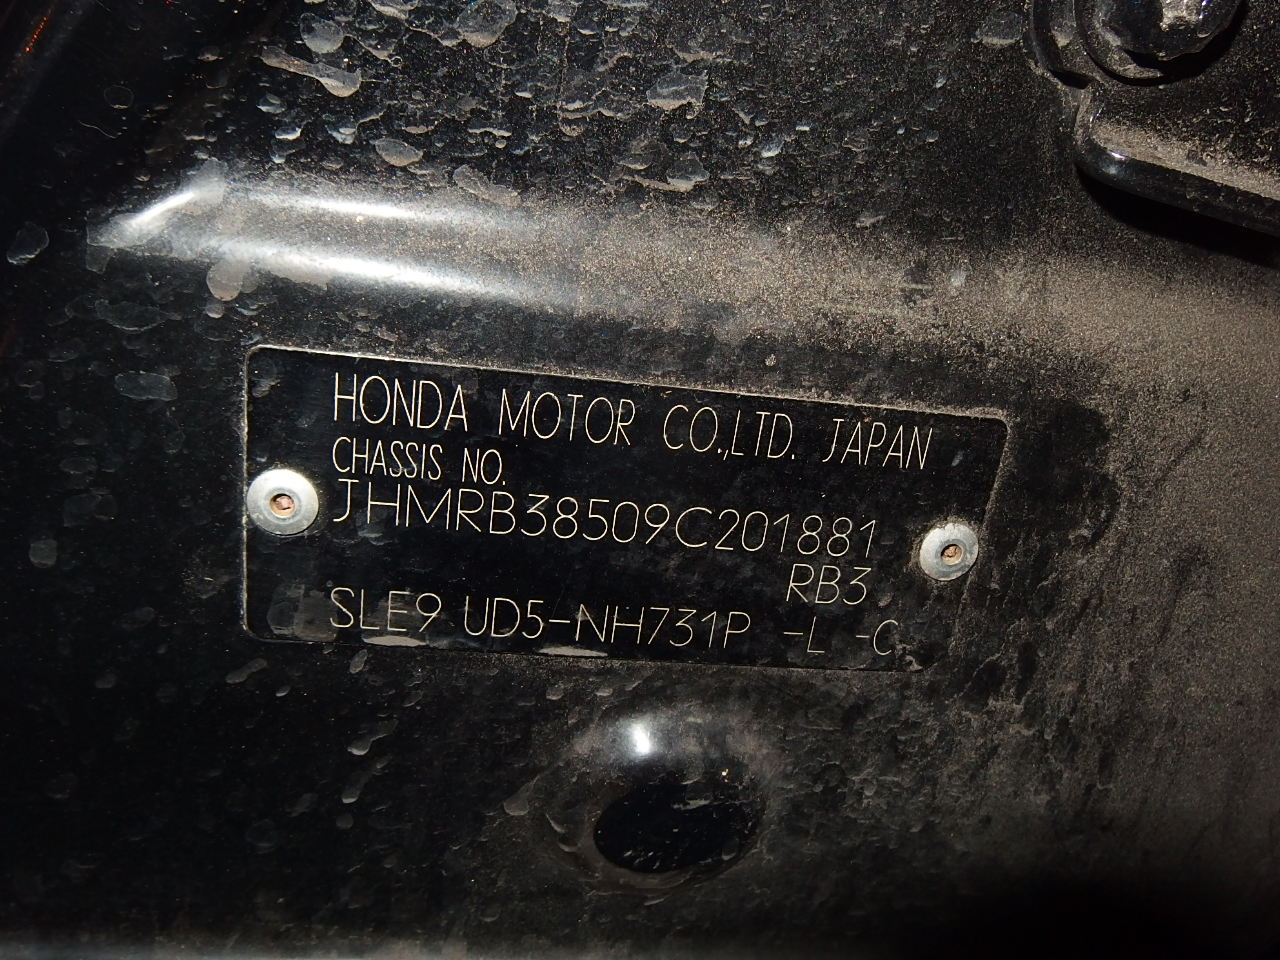 HONDA MOTOR CO.,LTD. JAPAN
CHASSIS NO.
JHMRB38509C201881
RB3
SLE9 UD5-NH731P -L -C